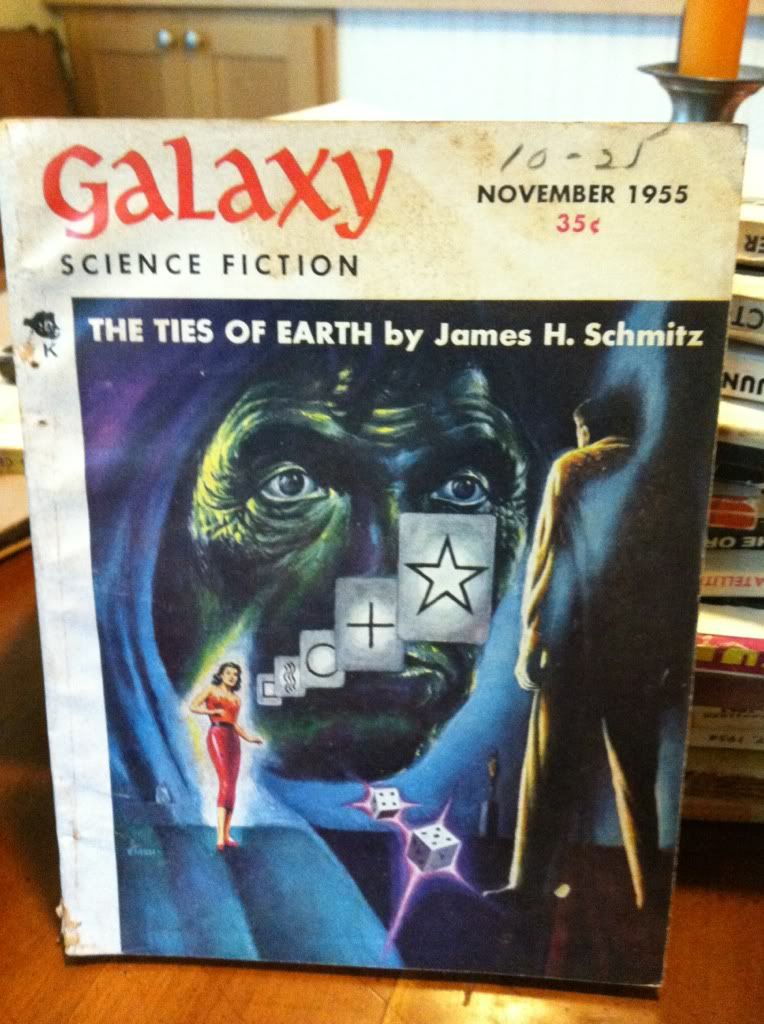 GaLaxy
10-25
NOVEMBER 1955
35¢
SCIENCE FICTION
K
THE TIES OF EARTH by James H. Schmitz